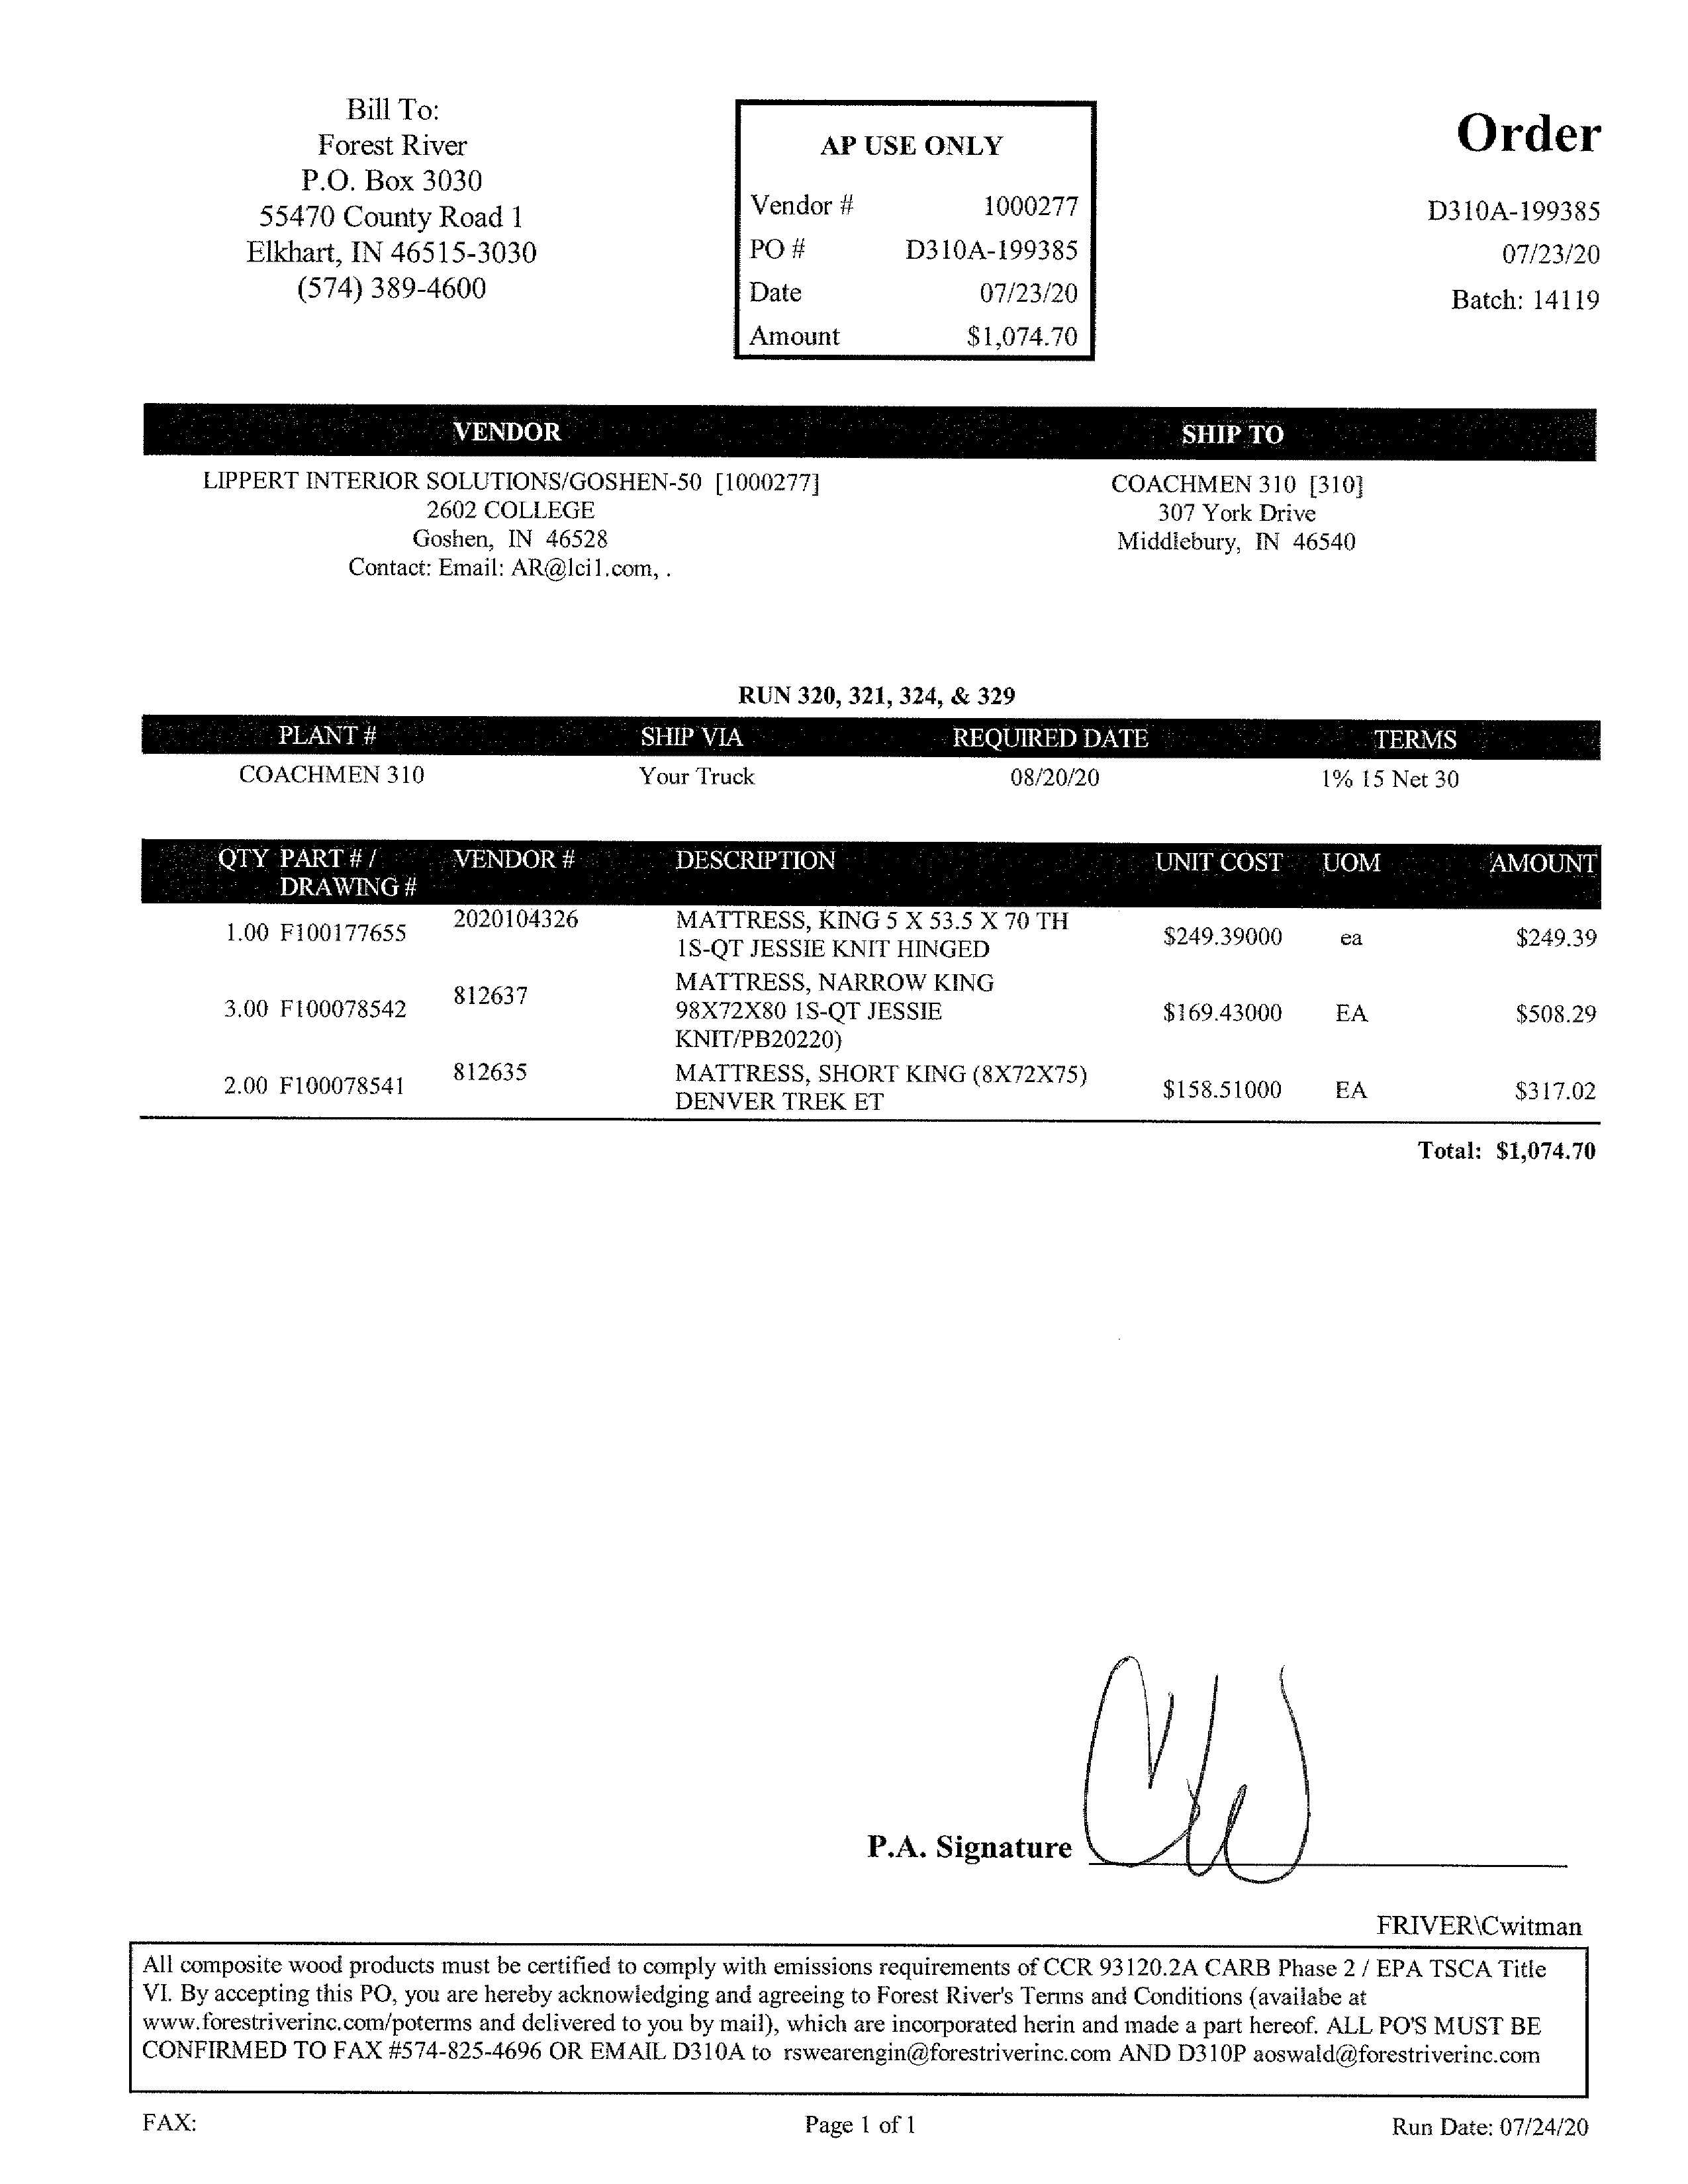 Bill To:
Forest River
P.O. Box 3030
55470 County Road 1
Elkhart, IN 46515-3030
(574) 389-4600
AP USE ONLY
Vendor # 1000277
PO # D310A-199385
Date 07/23/20
Amount $1,074.70
Order
D310A-199385
07/23/20
Batch: 14119
VENDOR SHIP TO
LIPPERT INTERIOR SOLUTIONS/GOSHEN-50 [1000277]
2602 COLLEGE
Goshen, IN 46528
Contact: Email: AR@lci1.com, .
COACHMEN 310 [310]
307 York Drive
Middlebury, IN 46540
RUN 320, 321, 324, & 329
PLANT # SHIP VIA REQUIRED DATE TERMS
COACHMEN 310 Your Truck 08/20/20 1% 15 Net 30
QTY PART # / VENDOR # DESCRIPTION UNIT COST UOM AMOUNT
DRAWING #
1.00 F100177655 2020104326 MATTRESS, KING 5 X 53.5 X 70 TH $249.39000 ea $249.39
1S-QT JESSIE KNIT HINGED
MATTRESS, NARROW KING
3.00 F100078542 812637 98X72X80 1S-QT JESSIE $169.43000 EA $508.29
KNIT/PB20220)
2.00 F100078541 812635 MATTRESS, SHORT KING (8X72X75) $158.51000 EA $317.02
DENVER TREK ET
Total: $1,074.70
P.A. Signature
FRIVER\Cwitman
All composite wood products must be certified to comply with emissions requirements of CCR 93120.2A CARB Phase 2 / EPA TSCA Title
VI. By accepting this PO, you are hereby acknowledging and agreeing to Forest River's Terms and Conditions (availabe at
www.forestriverinc.com/poterms and delivered to you by mail), which are incorporated herin and made a part hereof. ALL PO'S MUST BE
CONFIRMED TO FAX #574-825-4696 OR EMAIL D310A to rswearengin@forestriverinc.com AND D310P aoswald@forestriverinc.com
FAX: Page 1 of 1 Run Date: 07/24/20